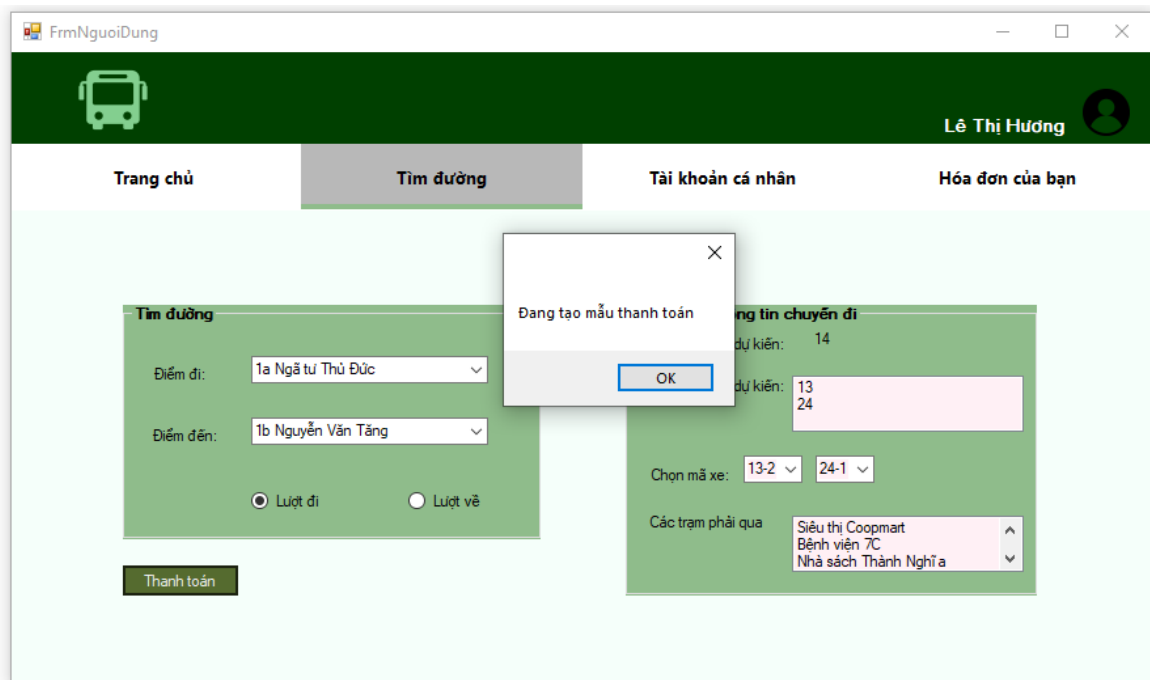 FrmNguoiDung
Lê Thị Hương
Trang chủ
Tìm đường
Tài khoản cá nhân
Hóa đơn của bạn
Đang tạo mẫu thanh toán
OK
Tìm đường
Điểm đi:
1a Ngã tư Thủ Đức
Điểm đến:
1b Nguyễn Văn Tăng
Lượt đi
Lượt về
Thanh toán
tin chuyến đi
dự kiến:
14
dự kiến:
13
24
Chọn mã xe:
13-2
24-1
Các trạm phải qua
Siêu thị Coopmart
Bệnh viện 7C
Nhà sách Thành Nghĩa